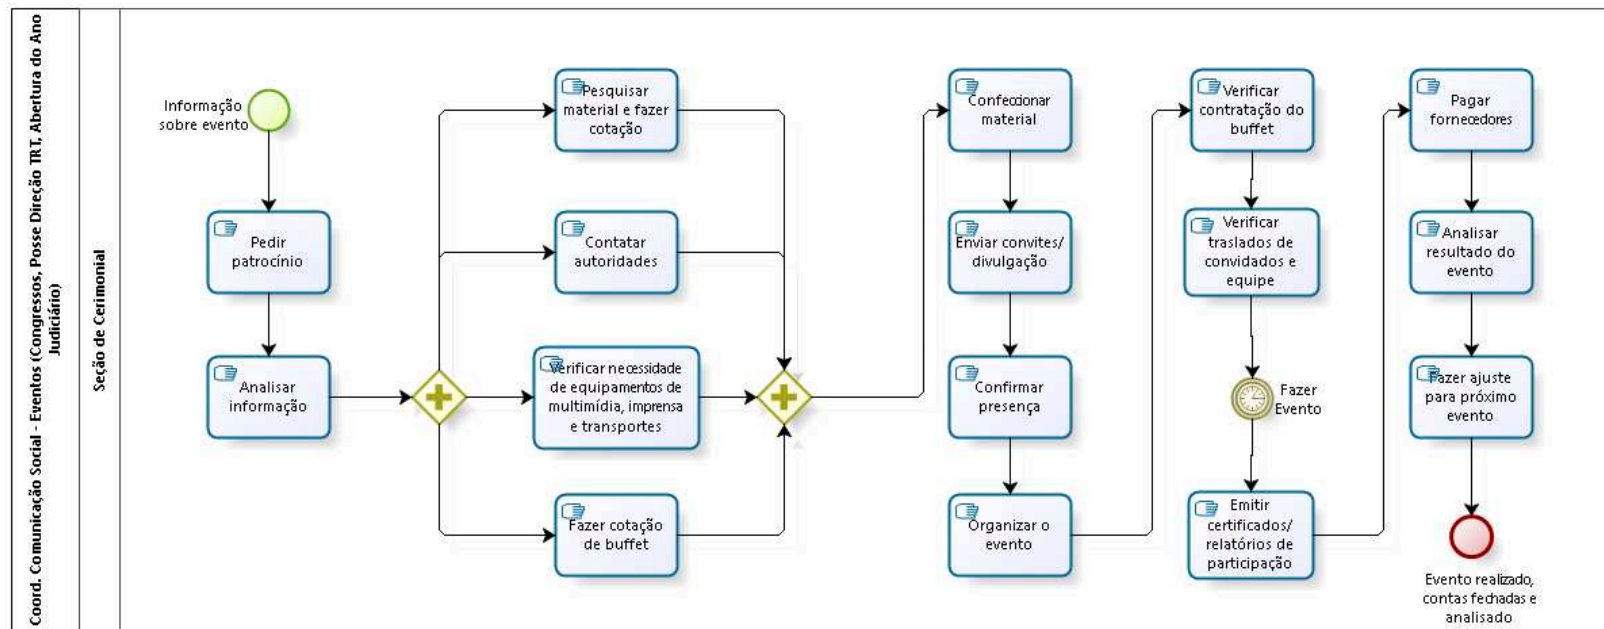 Coord. Comunicação Social - Eventos (Congressos, Posse Direção TRT, Abertura do Ano
Judiciário)
Seção de Cerimonial
Informação
sobre evento
Pedir
patrocínio
Analisar
informação
Pesquisar
material e fazer
cotação
Contatar
autoridades
Verificar necessidade
de equipamentos de
multimídia, imprensa
e transportes
Fazer cotação
de buffet
Confeccionar
material
Enviar convites/
divulgação
Confirmar
presença
Organizar o
evento
Verificar
contratação do
buffet
Verificar
traslados de
convidados e
equipe
Fazer
Evento
Emitir
certificados/
relatórios de
participação
Pagar
fornecedores
Analisar
resultado do
evento
Fazer ajuste
para próximo
evento
Evento realizado,
contas fechadas e
analisado